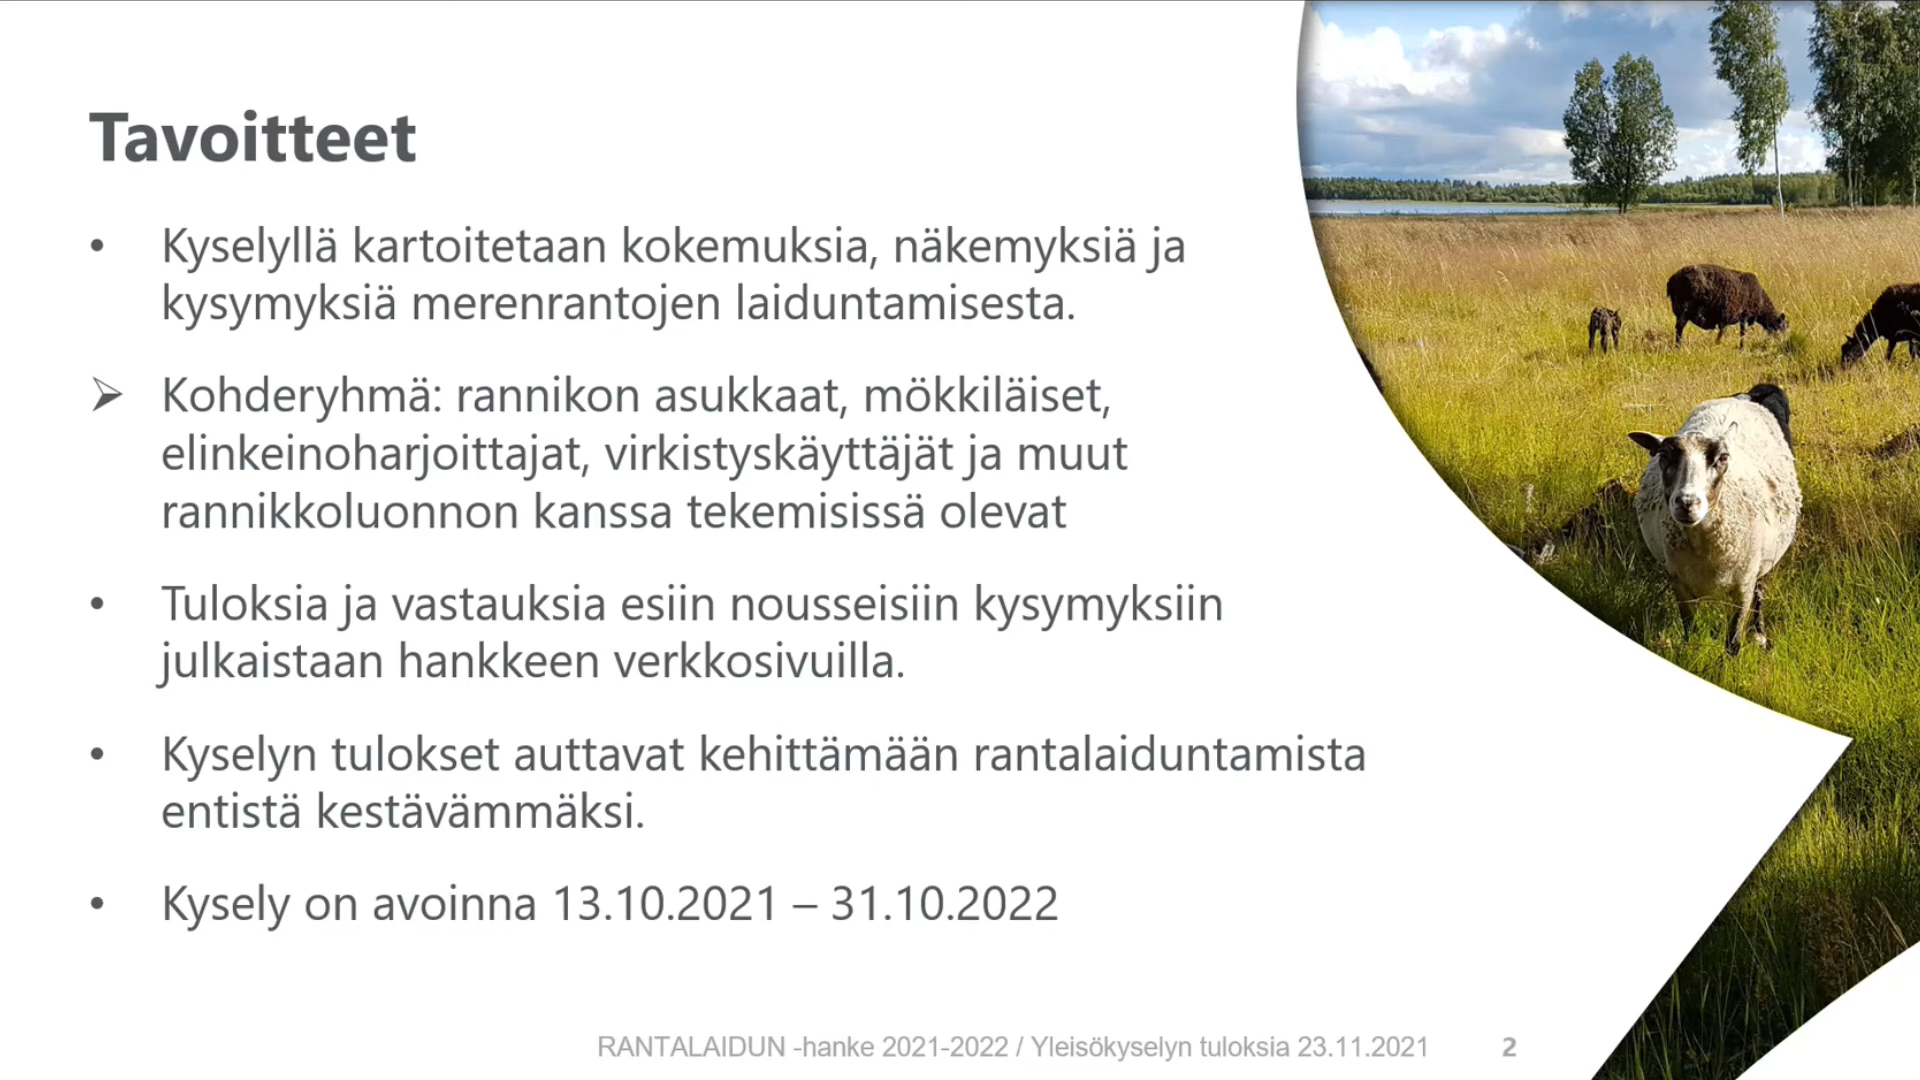 Tavoitteet
• Kyselyllä kartoitetaan kokemuksia, näkemyksiä ja
kysymyksiä merenrantojen laiduntamisesta.
➢ Kohderyhmä: rannikon asukkaat, mökkiläiset,
elinkeinoharjoittajat, virkistyskäyttäjät ja muut
rannikkoluonnon kanssa tekemisissä olevat
• Tuloksia ja vastauksia esiin nousseisiin kysymyksiin
julkaistaan hankkeen verkkosivuilla.
• Kyselyn tulokset auttavat kehittämään rantalaiduntamista
entistä kestävämmäksi.
• Kysely on avoinna 13.10.2021 – 31.10.2022
RANTALAIDUN -hanke 2021-2022 / Yleisökyselyn tuloksia 23.11.2021 2